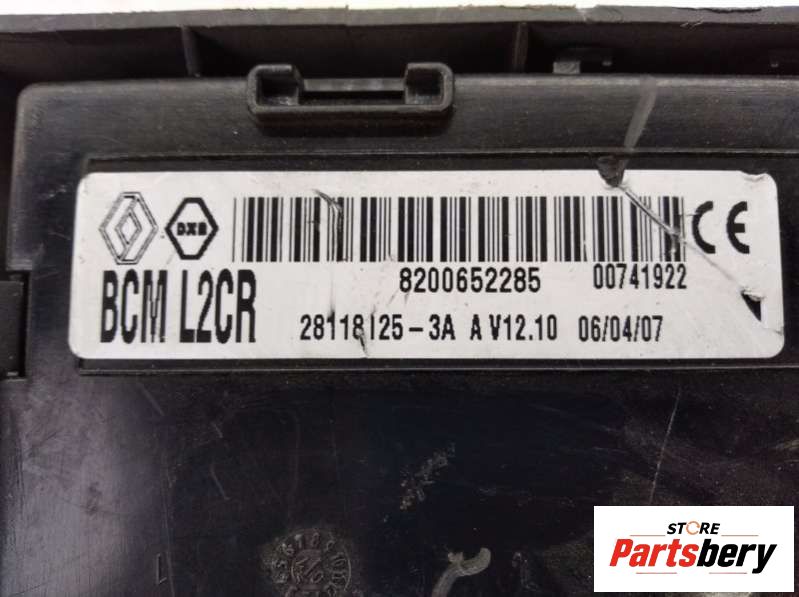 DXB
BCM L2CR
8200652285 00741922
28118125-3A A V12.10 06/04/07
CE
STORE
Partsbery